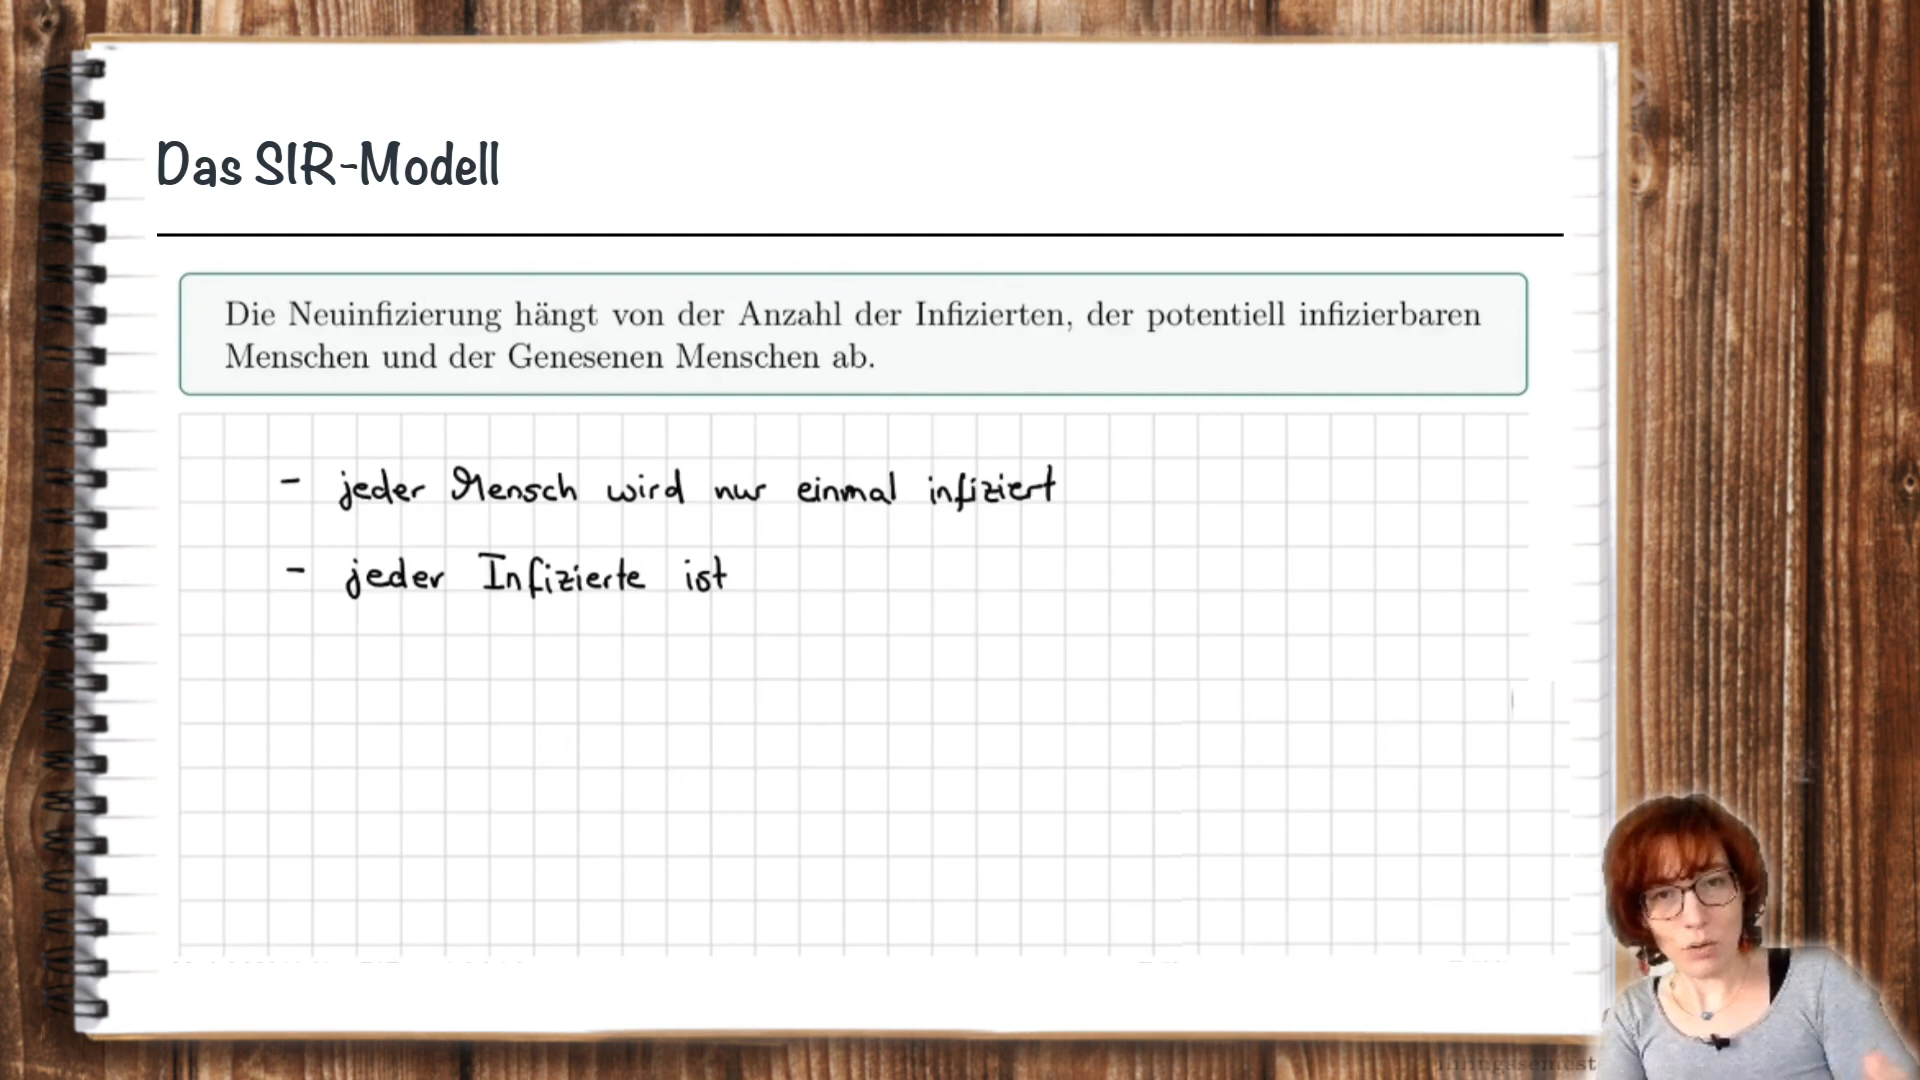 Das SIR-Modell
Die Neuinfizierung hängt von der Anzahl der Infizierten, der potentiell infizierbaren
Menschen und der Genesenen Menschen ab.
- jeder Mensch wird nur einmal infiziert
- jeder Infizierte ist